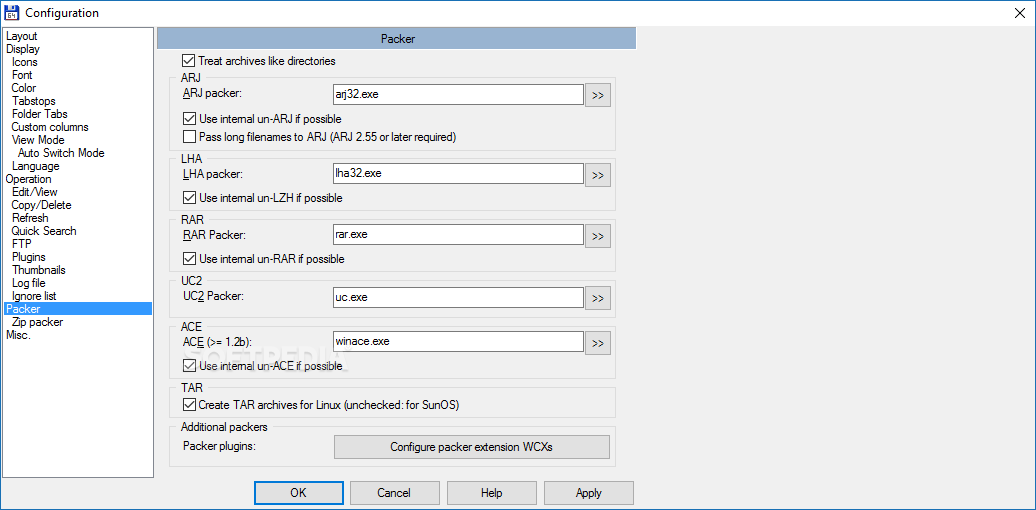 Configuration
Layout
Display
Icons
Font
Color
Tabstops
Folder Tabs
Custom columns
View Mode
Auto Switch Mode
Language
Operation
Edit/View
Copy/Delete
Refresh
Quick Search
FTP
Plugins
Thumbnails
Log file
Ignore list
Packer
Zip packer
Misc.
Packer
Treat archives like directories
ARJ
ARJ packer: arj32.exe >>
Use internal un-ARJ if possible
Pass long filenames to ARJ (ARJ 2.55 or later required)
LHA
LHA packer: lha32.exe >>
Use internal un-LZH if possible
RAR
RAR Packer: rar.exe >>
Use internal un-RAR if possible
UC2
UC2 Packer: uc.exe >>
ACE
ACE (>= 1.2b): winace.exe >>
SOFTPEDIA
Use internal un-ACE if possible
TAR
Create TAR archives for Linux (unchecked: for SunOS)
Additional packers
Packer plugins: Configure packer extension WCXs
OK Cancel Help Apply